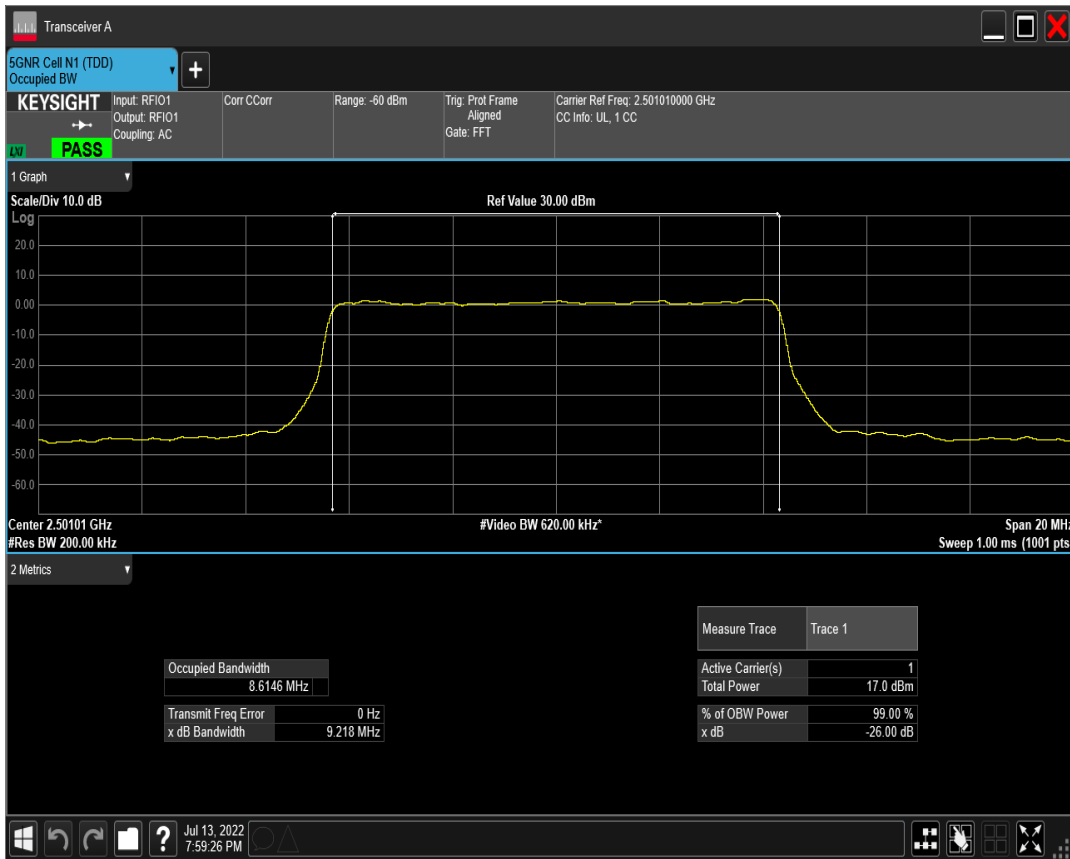 Transceiver A
5GNR Cell N1 (TDD)
Occupied BW
+
KEYSIGHT
LXI
PASS
Input: RFIO1
Output: RFIO1
Coupling: AC
Corr CCorr
Range: -60 dBm
Trig: Prot Frame
Aligned
Gate: FFT
Carrier Ref Freq: 2.501010000 GHz
CC Info: UL, 1 CC
1 Graph
Scale/Div 10.0 dB
Ref Value 30.00 dBm
Log
20.0
10.0
0.00
-10.0
-20.0
-30.0
-40.0
-50.0
-60.0
Center 2.50101 GHz
#Video BW 620.00 kHz*
Span 20 MHz
#Res BW 200.00 kHz
Sweep 1.00 ms (1001 pts
2 Metrics
Measure Trace Trace 1
Occupied Bandwidth
8.6146 MHz
Active Carrier(s) 1
Total Power 17.0 dBm
Transmit Freq Error 0 Hz
x dB Bandwidth 9.218 MHz
% of OBW Power 99.00 %
x dB -26.00 dB
?
Jul 13, 2022
7:59:26 PM